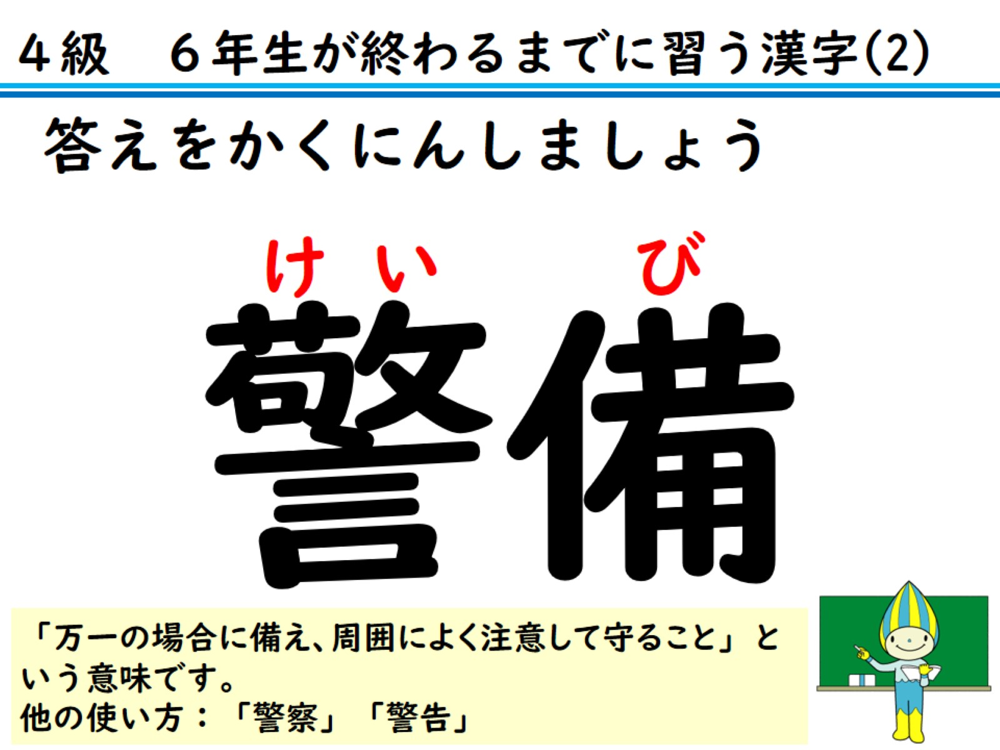 ４級　６年生が終わるまでに習う漢字(2)
答えをかくにんしましょう
けい　び
警備
「万一の場合に備え、周囲によく注意して守ること」と
いう意味です。
他の使い方：「警察」「警告」